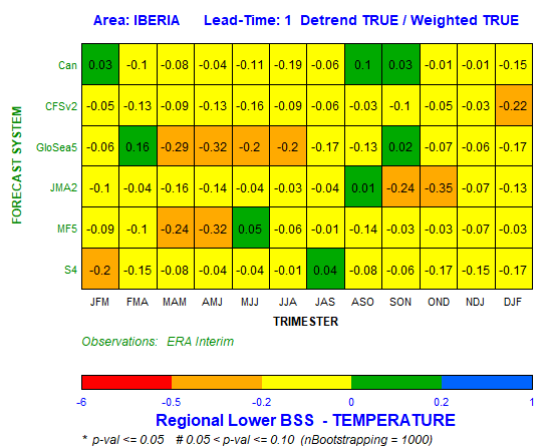 Area: IBERIA Lead-Time: 1 Detrend TRUE / Weighted TRUE
FORECAST SYSTEM
Can 0.03 -0.1 -0.08 -0.04 -0.11 -0.19 -0.06 0.1 0.03 -0.01 -0.01 -0.15
CFSv2 -0.05 -0.13 -0.09 -0.13 -0.16 -0.09 -0.06 -0.03 -0.1 -0.05 -0.03 -0.22
GloSea5 -0.06 0.16 -0.29 -0.32 -0.2 -0.2 -0.17 -0.13 0.02 -0.07 -0.06 -0.17
JMA2 -0.1 -0.04 -0.16 -0.14 -0.04 -0.03 -0.04 0.01 -0.24 -0.35 -0.07 -0.13
MF5 -0.09 -0.1 -0.24 -0.32 0.05 -0.06 -0.01 -0.14 -0.03 -0.03 -0.07 -0.03
S4 -0.2 -0.15 -0.08 -0.04 -0.04 -0.01 0.04 -0.08 -0.06 -0.17 -0.15 -0.17
JFM FMA MAM AMJ MJJ JJA JAS ASO SON OND NDJ DJF
TRIMESTER
Observations: ERA Interim
-6 -0.5 -0.2 0 0.2 1
Regional Lower BSS - TEMPERATURE
* p-val <= 0.05 # 0.05 < p-val <= 0.10 (nBootstrapping = 1000)